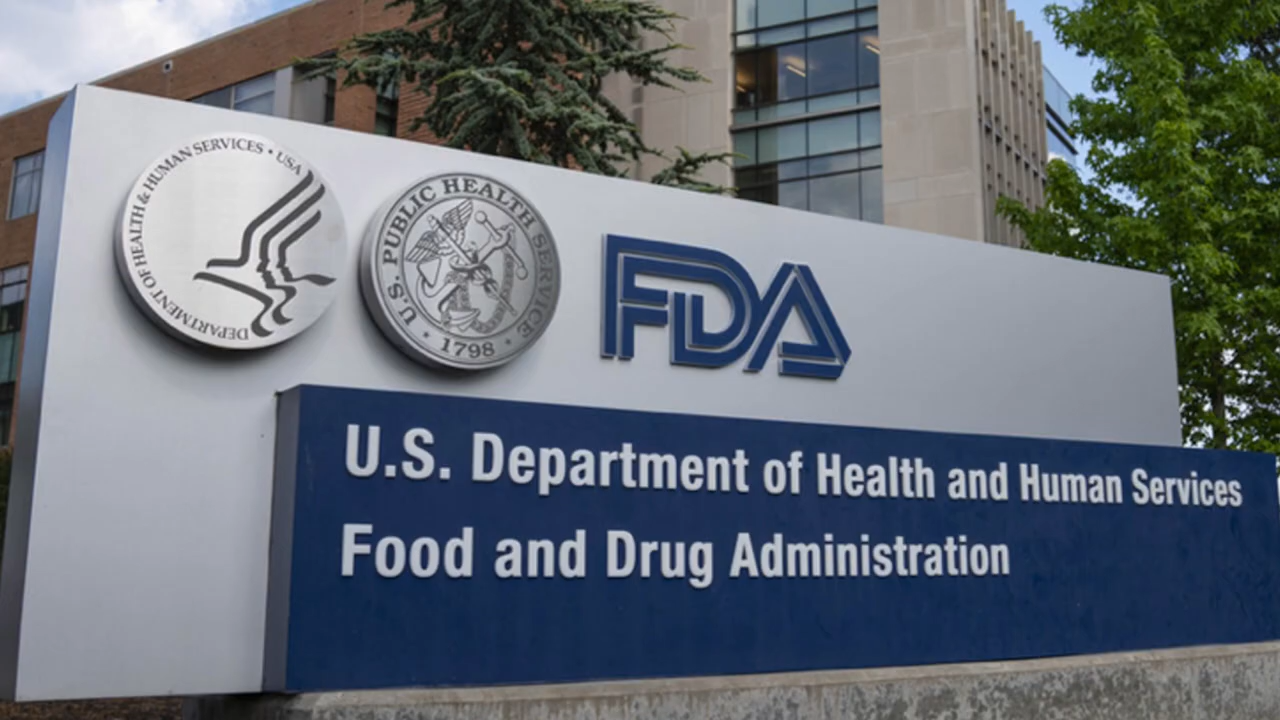 DEPARTMENT OF HEALTH & HUMAN SERVICES • USA
U.S. PUBLIC HEALTH SERVICE
• 1798 •
FDA
U.S. Department of Health and Human Services
Food and Drug Administration